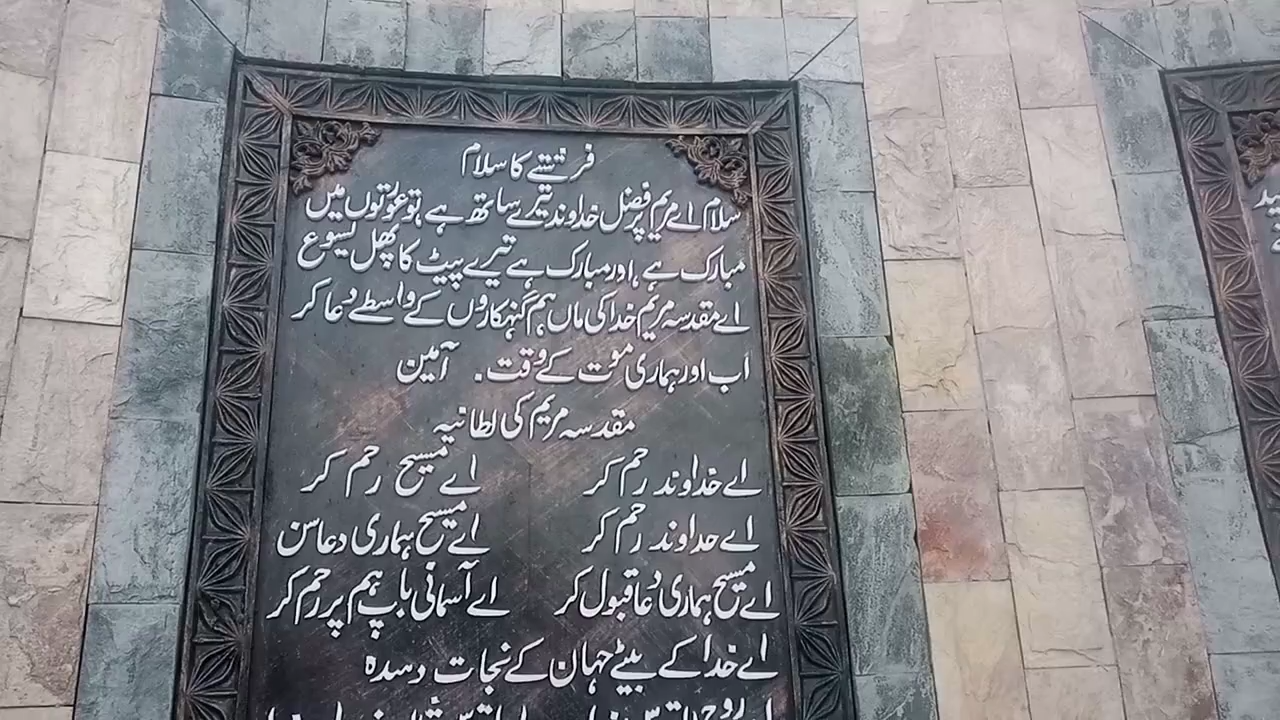 فرشتے کا سلام
سلام اے مریم پر فضل خداوند تیرے ساتھ ہے تو عورتوں میں
مبارک ہے اور مبارک ہے تیرے پیٹ کا پھل یسوع
اے مقدسہ مریم خدا کی ماں ہم گنہکاروں کے واسطے دعا کر
اب اور ہماری موت کے وقت. آمین
مقدسہ مریم کی لطانیہ
اے خداوند رحم کر اے مسیح رحم کر
اے خداوند رحم کر اے مسیح ہماری دعا سن
اے مسیح ہماری دعا قبول کر اے آسمانی باپ ہم پر رحم کر
اے خدا کے بیٹے جہان کے نجات دہندہ